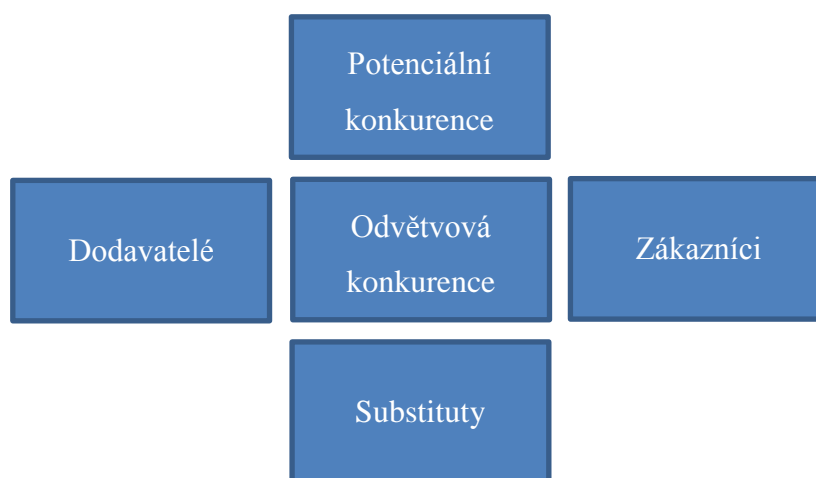 Potenciální
konkurence
Dodavatelé
Odvětvová
konkurence
Zákazníci
Substituty